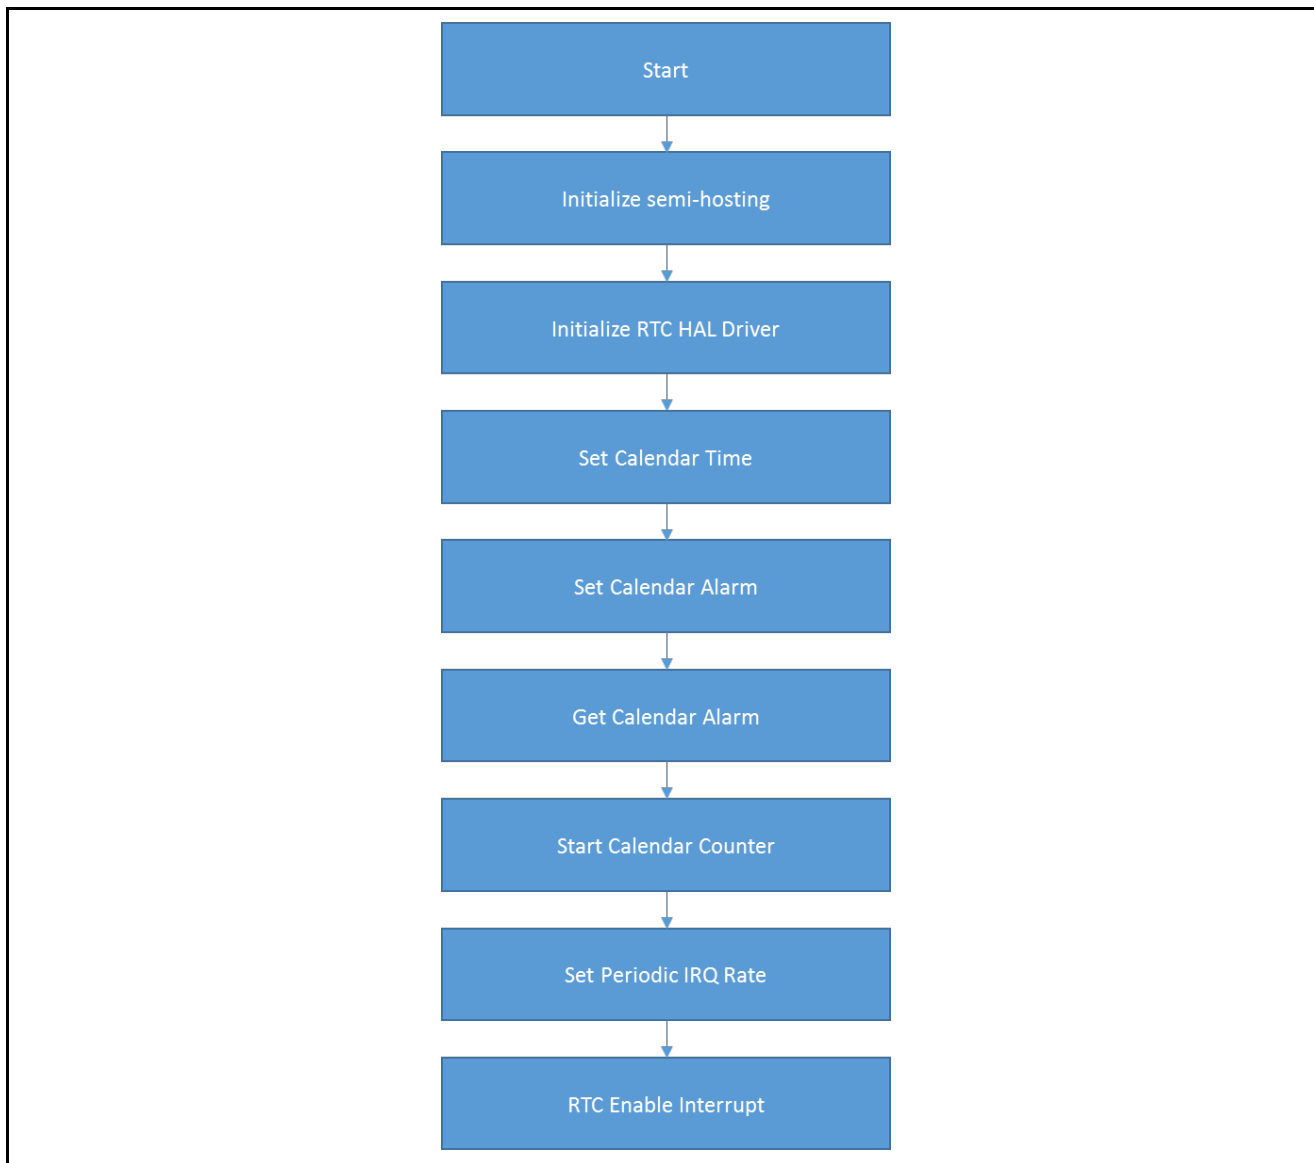 Start
Initialize semi-hosting
Initialize RTC HAL Driver
Set Calendar Time
Set Calendar Alarm
Get Calendar Alarm
Start Calendar Counter
Set Periodic IRQ Rate
RTC Enable Interrupt